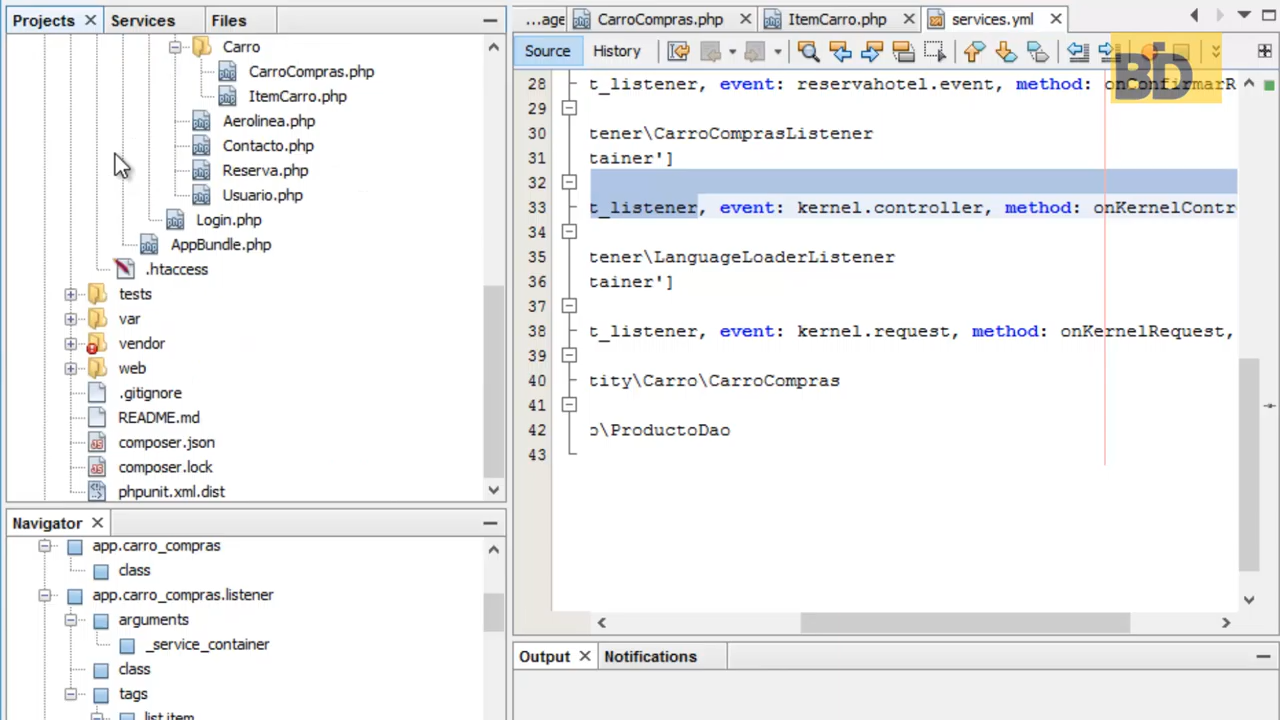 Projects Services Files
Carro
CarroCompras.php
ItemCarro.php
Aerolinea.php
Contacto.php
Reserva.php
Usuario.php
Login.php
AppBundle.php
.htaccess
tests
var
vendor
web
.gitignore
README.md
composer.json
composer.lock
phpunit.xml.dist
Navigator
app.carro_compras
class
app.carro_compras.listener
arguments
_service_container
class
tags
list.item
...age CarroCompras.php ItemCarro.php services.yml
Source History
BD
28 t_listener, event: reservahotel.event, method: onConfirmarR
29
30 tener\CarroComprasListener
31 tainer']
32
33 t_listener, event: kernel.controller, method: onKernelContr
34
35 tener\LanguageLoaderListener
36 tainer']
37
38 t_listener, event: kernel.request, method: onKernelRequest,
39
40 tity\Carro\CarroCompras
41
42 o\ProductoDao
43
Output Notifications